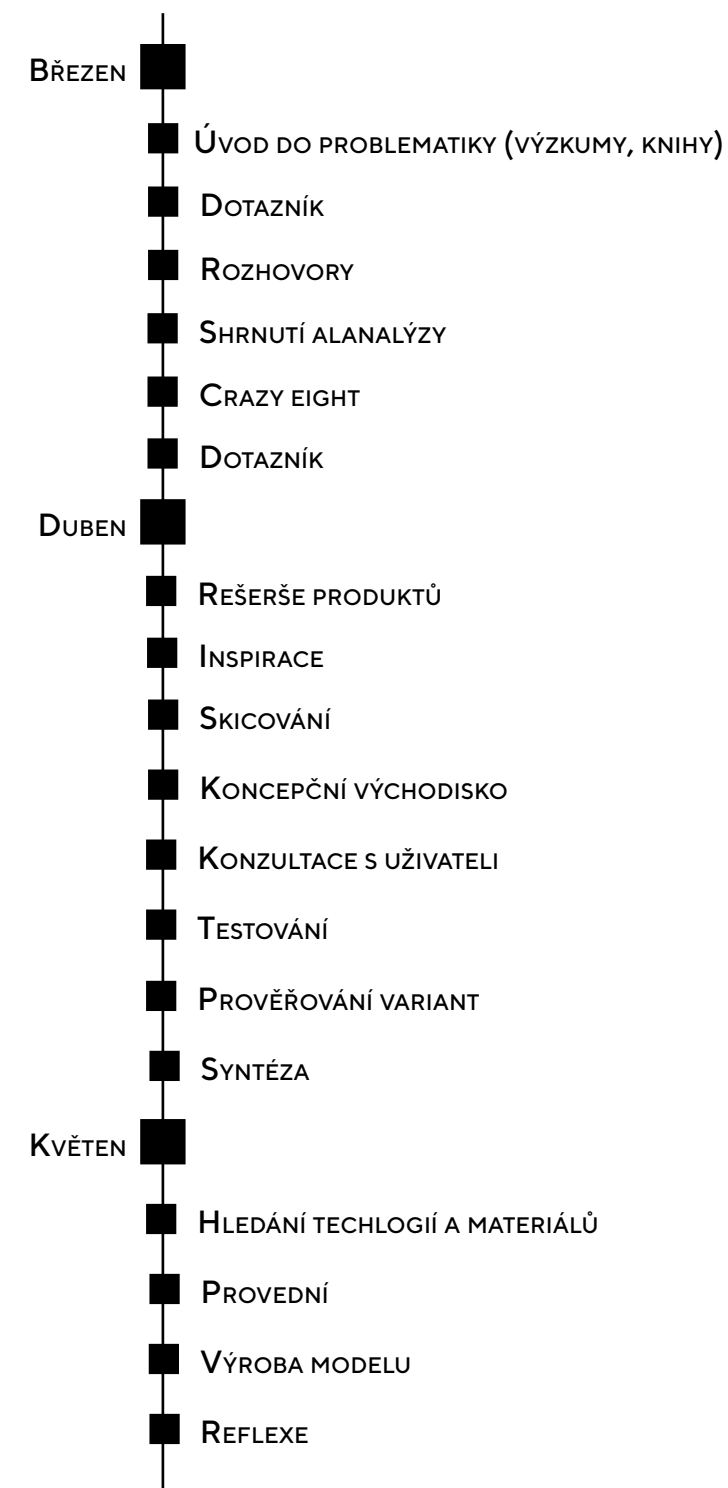 Březen
Úvod do problematiky (výzkumy, knihy)
Dotazník
Rozhovory
Shrnutí alanalýzy
Crazy eight
Dotazník
Duben
Rešerše produktů
Inspirace
Skicování
Koncepční východisko
Konzultace s uživateli
Testování
Prověřování variant
Syntéza
Květen
Hledání techlogií a materiálů
Provední
Výroba modelu
Reflexe